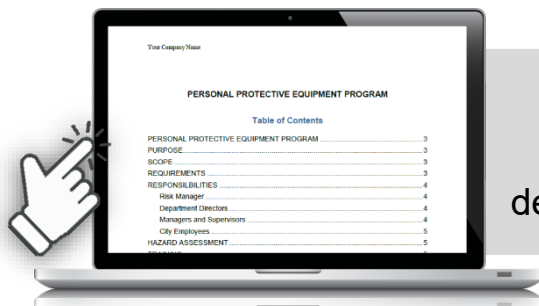 Your Company Name
PERSONAL PROTECTIVE EQUIPMENT PROGRAM
Table of Contents
PERSONAL PROTECTIVE EQUIPMENT PROGRAM 3
PURPOSE 3
SCOPE 3
REQUIREMENTS 3
RESPONSILBILITIES 4
Risk Manager 4
Department Directors 4
Managers and Supervisors 4
City Employees 5
HAZARD ASSESSMENT 5
de